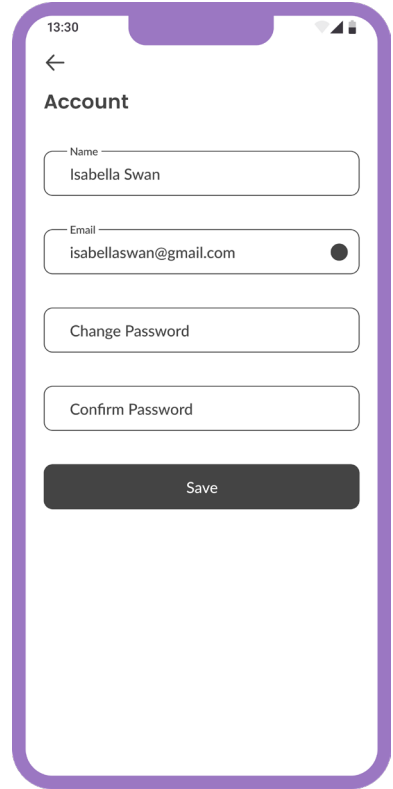 13:30
Account
Name
Isabella Swan
Email
isabellaswan@gmail.com
Change Password
Confirm Password
Save